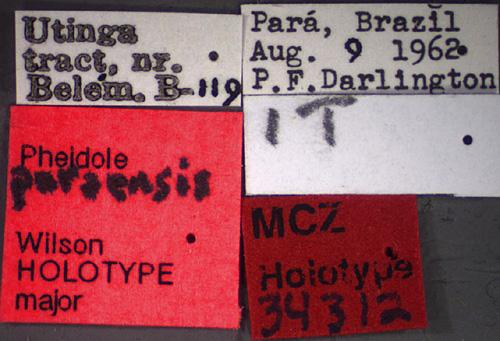 Utinga
tract, nr.
Belém. B-119
Pará, Brazil
Aug. 9 1962
P.F.Darlington
1T
Pheidole
paraensis
Wilson
HOLOTYPE
major
MCZ
Holotype
34312